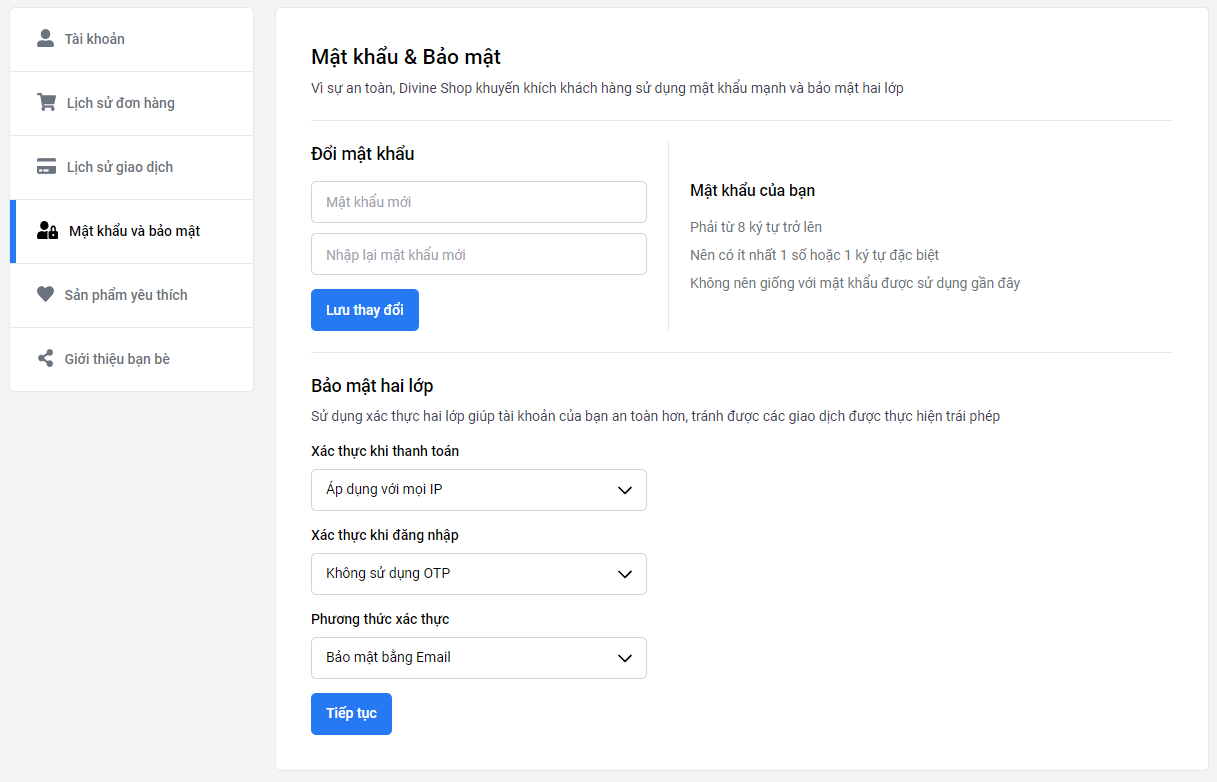 Tài khoản
Lịch sử đơn hàng
Lịch sử giao dịch
Mật khẩu và bảo mật
Sản phẩm yêu thích
Giới thiệu bạn bè
Mật khẩu & Bảo mật
Vì sự an toàn, Divine Shop khuyến khích khách hàng sử dụng mật khẩu mạnh và bảo mật hai lớp
Đổi mật khẩu
Mật khẩu mới
Nhập lại mật khẩu mới
Lưu thay đổi
Mật khẩu của bạn
Phải từ 8 ký tự trở lên
Nên có ít nhất 1 số hoặc 1 ký tự đặc biệt
Không nên giống với mật khẩu được sử dụng gần đây
Bảo mật hai lớp
Sử dụng xác thực hai lớp giúp tài khoản của bạn an toàn hơn, tránh được các giao dịch được thực hiện trái phép
Xác thực khi thanh toán
Áp dụng với mọi IP
Xác thực khi đăng nhập
Không sử dụng OTP
Phương thức xác thực
Bảo mật bằng Email
Tiếp tục